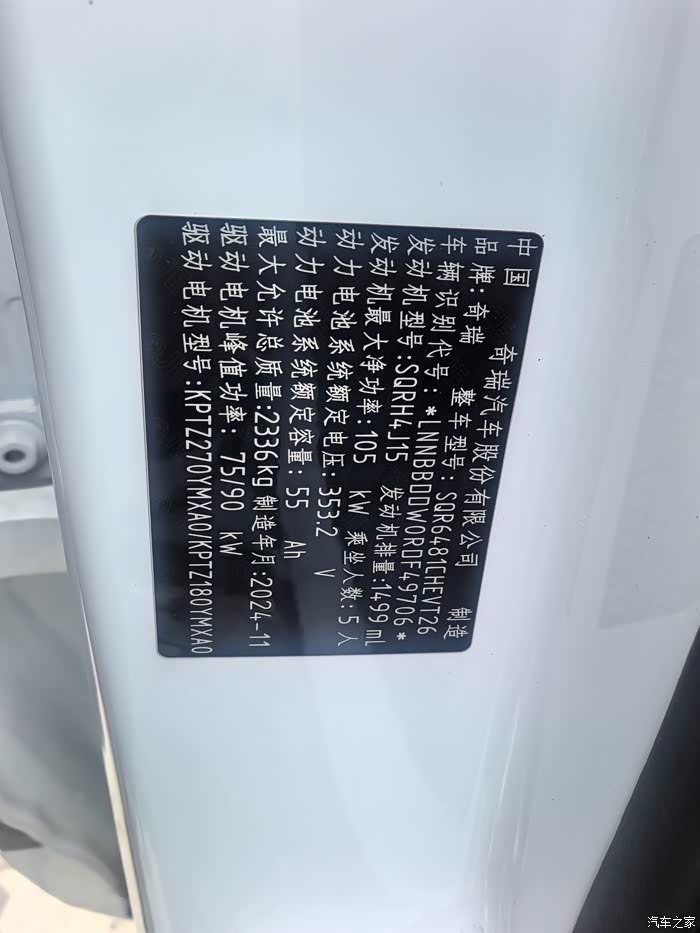 中国 奇瑞汽车股份有限公司 制造
品牌:奇瑞 整车型号:SQR6481CHEVT26
车辆识别代号:*LNNBBDDW0RDF49706*
发动机型号:SQRH4J15 发动机排量:1499 mL
发动机最大净功率:105 kW 乘坐人数:5人
动力电池系统额定电压:353.2 V
动力电池系统额定容量:55 Ah
最大允许总质量:2336kg 制造年月:2024-11
驱动电机峰值功率: 75/90 kW
驱动电机型号:KPTZ270YMXA0/KPTZ180YMXA0
汽车之家